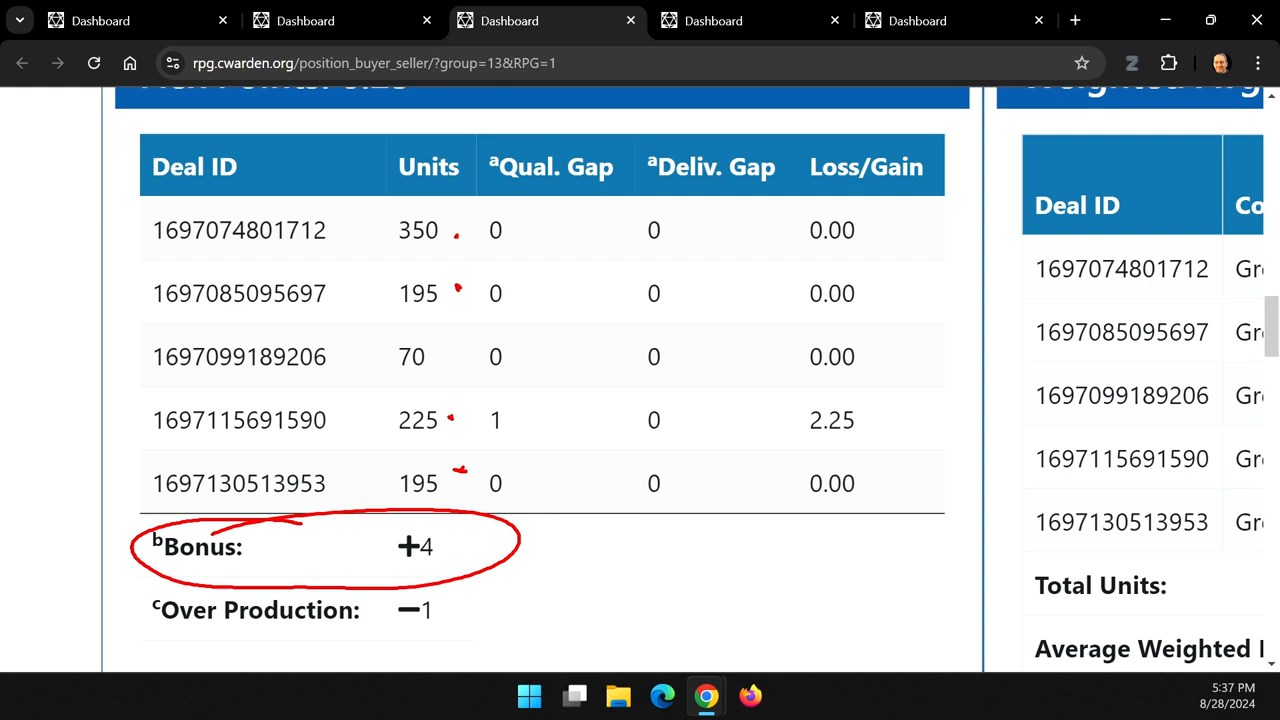 Dashboard Dashboard Dashboard Dashboard Dashboard
rpg.cwarden.org/position_buyer_seller/?group=13&RPG=1
Deal ID Units ᵃQual. Gap ᵃDeliv. Gap Loss/Gain
1697074801712 350 0 0 0.00
1697085095697 195 0 0 0.00
1697099189206 70 0 0 0.00
1697115691590 225 1 0 2.25
1697130513953 195 0 0 0.00
ᵇBonus: +4
ᶜOver Production: −1
Deal ID
1697074801712
1697085095697
1697099189206
1697115691590
1697130513953
Total Units:
Average Weighted
5:37 PM
8/28/2024